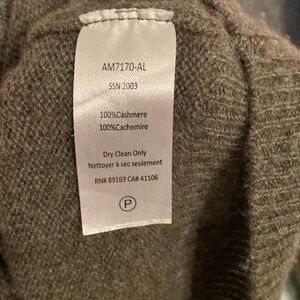 AM7170-AL
SSN 2003
100%Cashmere
100%Cachemire
Dry Clean Only
Nettoyer à sec seulement
RN# 89169 CA# 41106
P